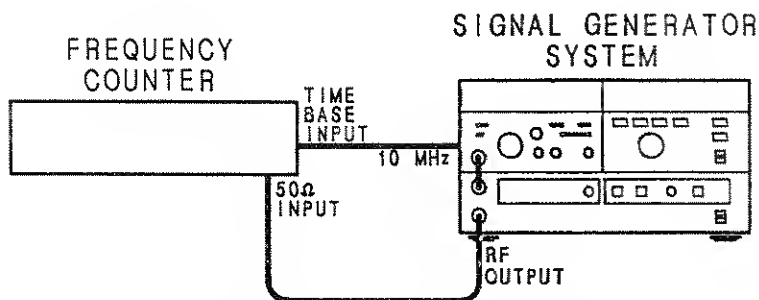 FREQUENCY
COUNTER
SIGNAL GENERATOR
SYSTEM
TIME
BASE
INPUT
10 MHz
50Ω
INPUT
RF
OUTPUT